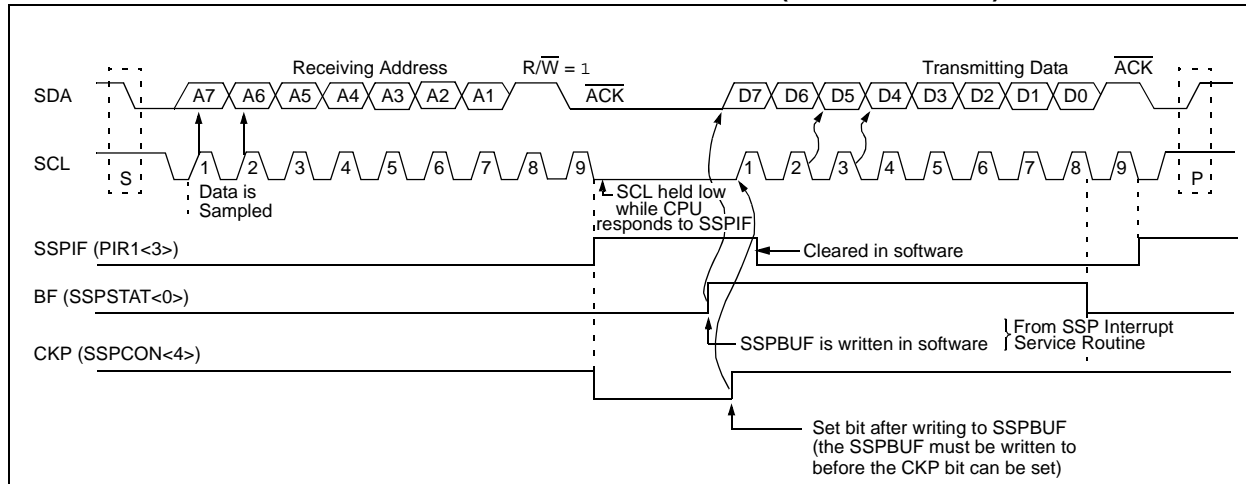 Receiving Address R/W = 1 Transmitting Data ACK
SDA A7 A6 A5 A4 A3 A2 A1 ACK D7 D6 D5 D4 D3 D2 D1 D0
SCL S 1 2 3 4 5 6 7 8 9 1 2 3 4 5 6 7 8 9 P
Data is
Sampled
SCL held low
while CPU
responds to SSPIF
SSPIF (PIR1<3>)
Cleared in software
BF (SSPSTAT<0>)
SSPBUF is written in software
From SSP Interrupt
Service Routine
CKP (SSPCON<4>)
Set bit after writing to SSPBUF
(the SSPBUF must be written to
before the CKP bit can be set)